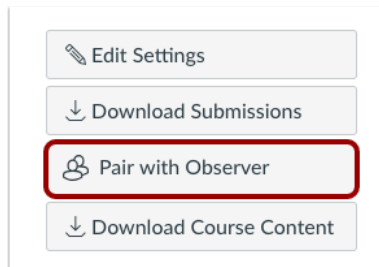 Edit Settings
Download Submissions
Pair with Observer
Download Course Content